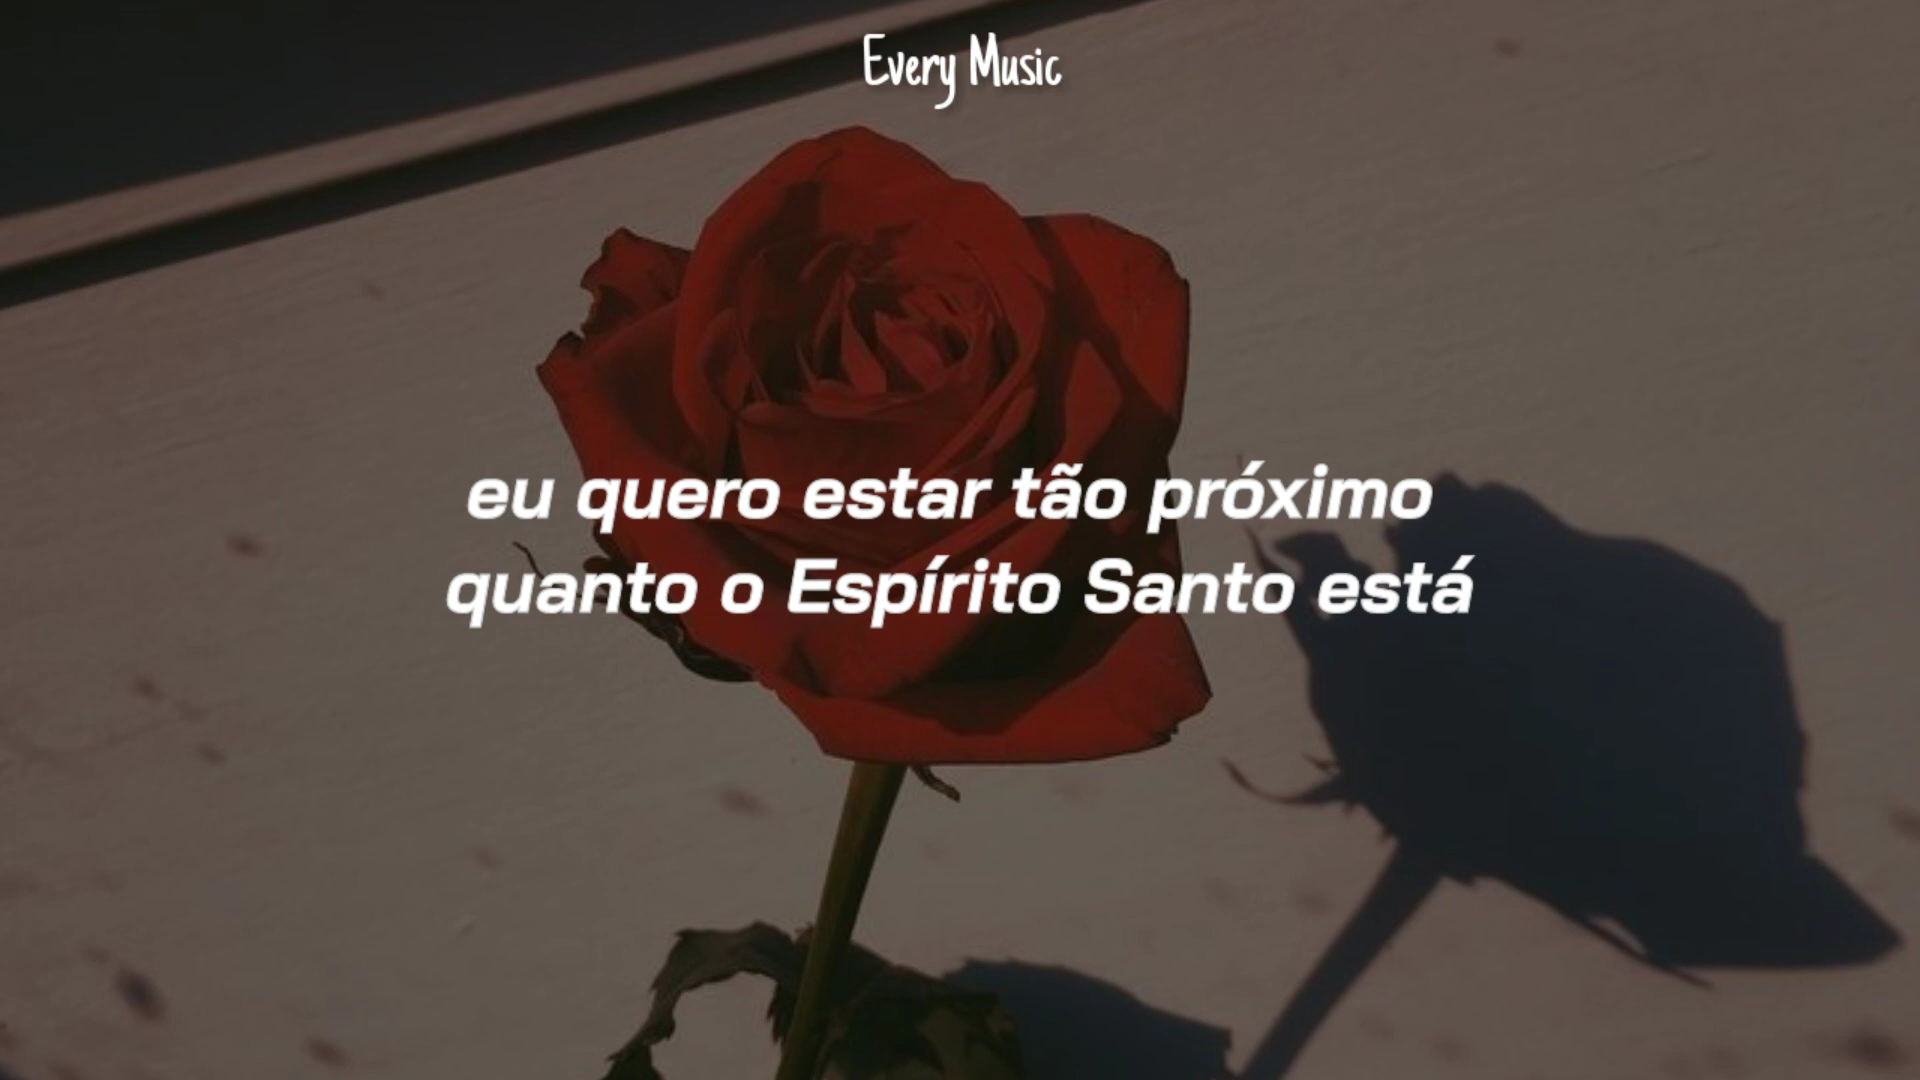 Every Music
eu quero estar tão próximo
quanto o Espírito Santo está